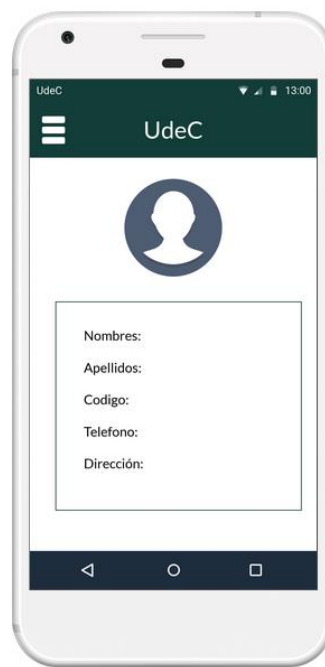 UdeC 13:00
UdeC
Nombres:
Apellidos:
Codigo:
Telefono:
Dirección: